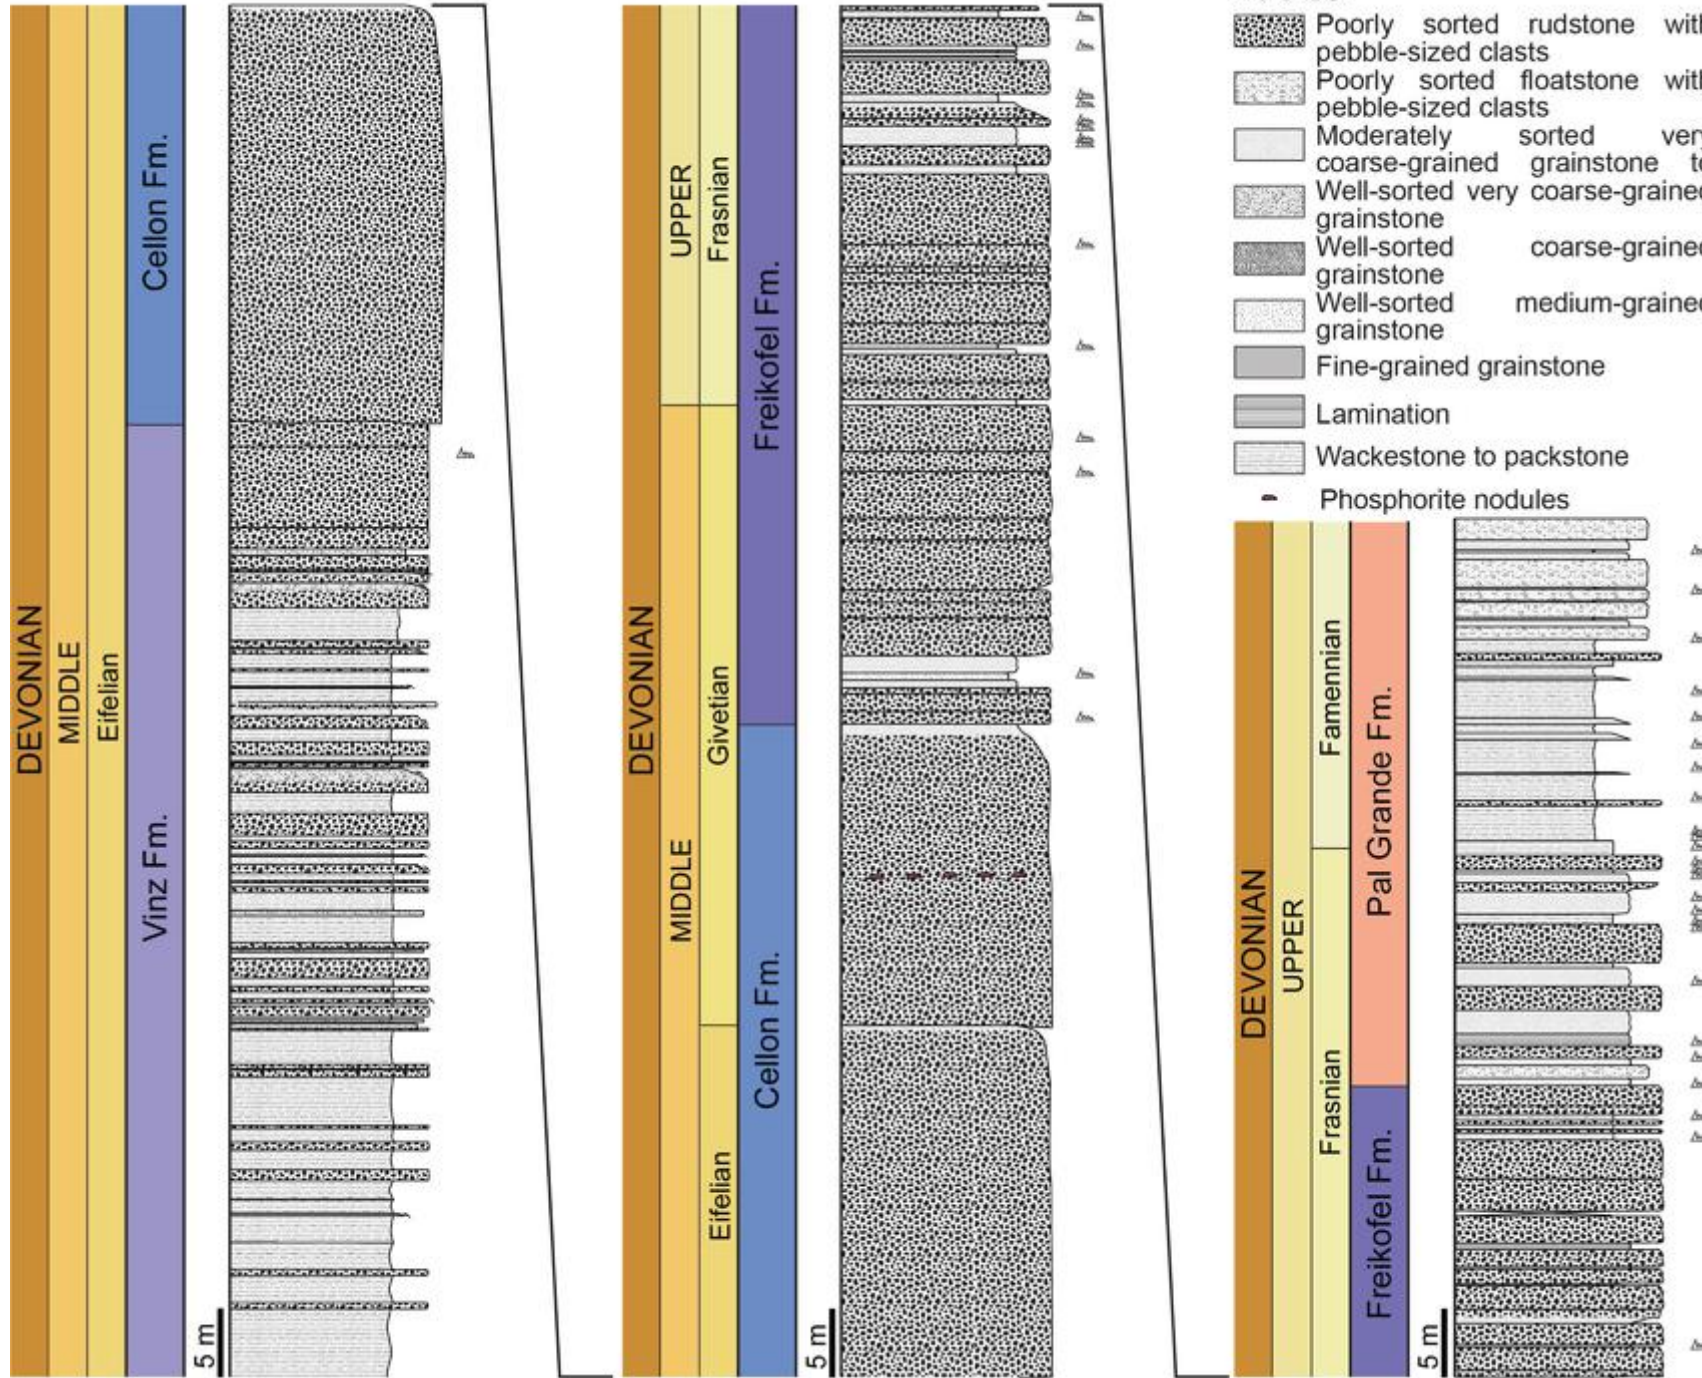 DEVONIAN
MIDDLE
Eifelian
Cellon Fm.
Vinz Fm.
5 m
DEVONIAN
UPPER
MIDDLE
Frasnian
Givetian
Eifelian
Freikofel Fm.
Cellon Fm.
5 m
Poorly sorted rudstone with
pebble-sized clasts
Poorly sorted floatstone with
pebble-sized clasts
Moderately sorted very
coarse-grained grainstone to
Well-sorted very coarse-grained
grainstone
Well-sorted coarse-grained
grainstone
Well-sorted medium-grained
grainstone
Fine-grained grainstone
Lamination
Wackestone to packstone
Phosphorite nodules
DEVONIAN
UPPER
Famennian
Frasnian
Pal Grande Fm.
Freikofel Fm.
5 m